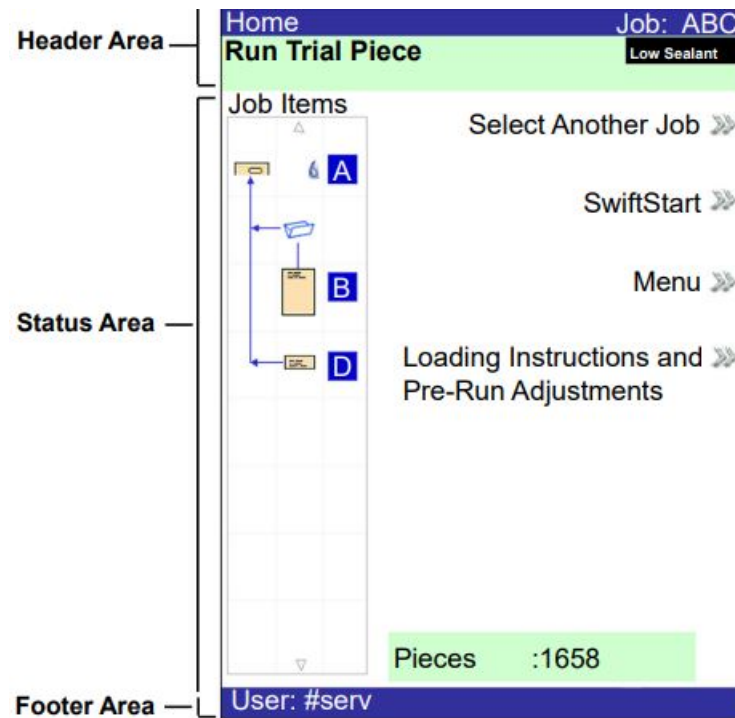 Header Area
Home Job: ABC
Run Trial Piece
Low Sealant
Job Items
Select Another Job
A
SwiftStart
Menu
B
Status Area
Loading Instructions and
Pre-Run Adjustments
D
Pieces :1658
Footer Area
User: #serv